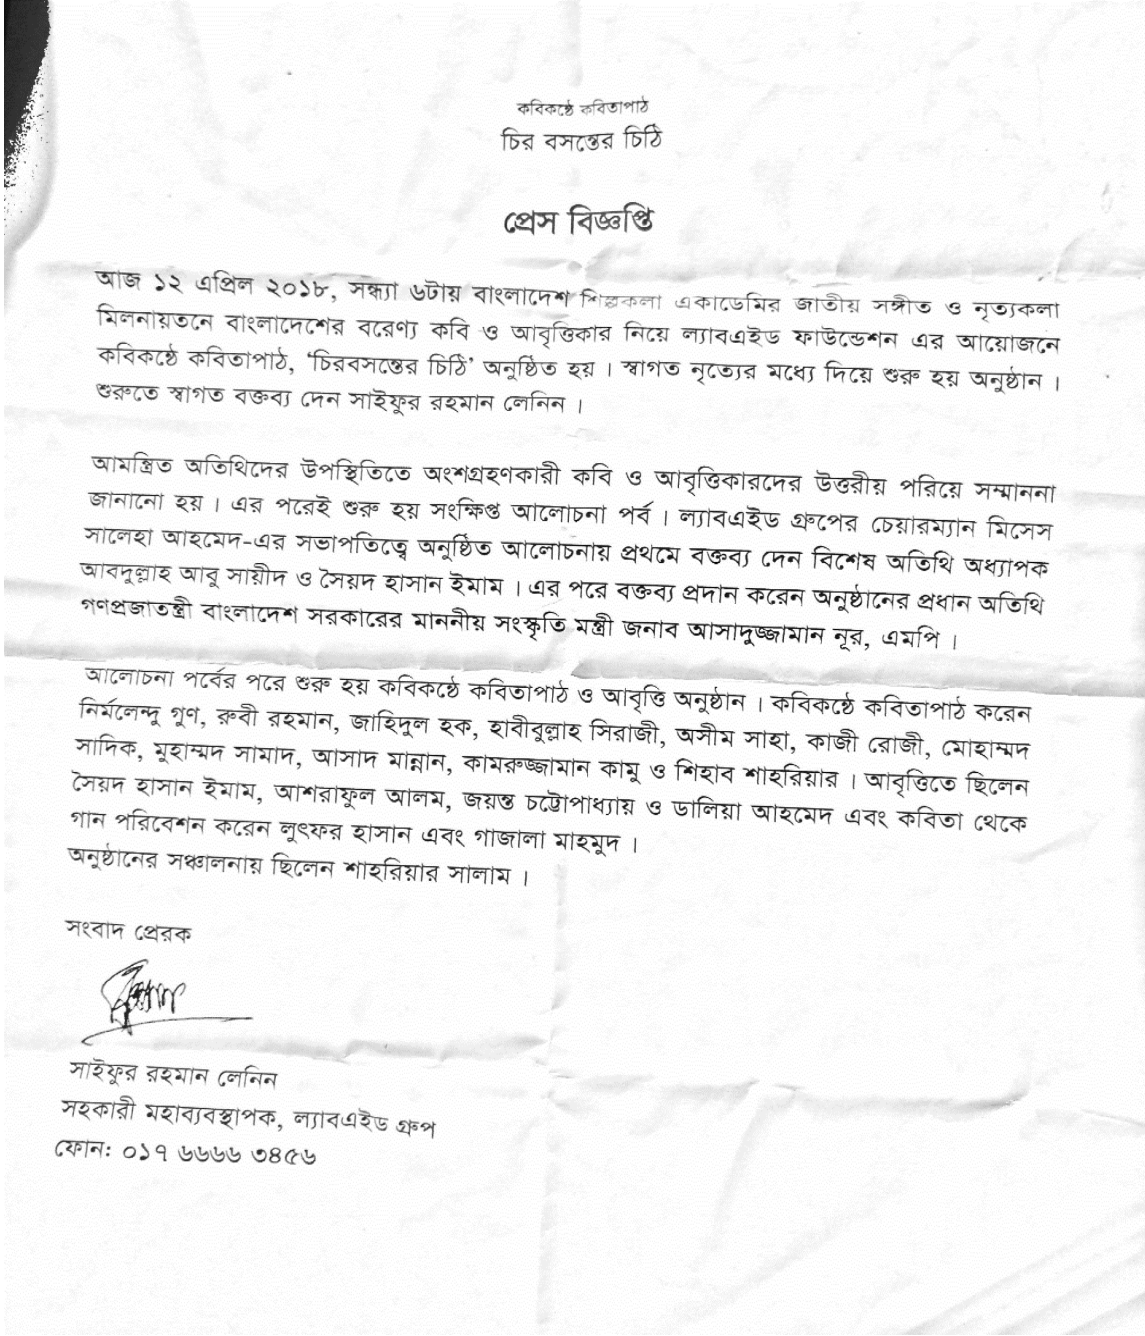 কবিকণ্ঠে কবিতাপাঠ
চির বসন্তের চিঠি
প্রেস বিজ্ঞপ্তি
আজ ১২ এপ্রিল ২০১৮, সন্ধ্যা ৬টায় বাংলাদেশ শিল্পকলা একাডেমির জাতীয় সঙ্গীত ও নৃত্যকলা
মিলনায়তনে বাংলাদেশের বরেণ্য কবি ও আবৃত্তিকার নিয়ে ল্যাবএইড ফাউন্ডেশন এর আয়োজনে
কবিকণ্ঠে কবিতাপাঠ, ‘চিরবসন্তের চিঠি’ অনুষ্ঠিত হয়। স্বাগত নৃত্যের মধ্যে দিয়ে শুরু হয় অনুষ্ঠান।
শুরুতে স্বাগত বক্তব্য দেন সাইফুর রহমান লেনিন।
আমন্ত্রিত অতিথিদের উপস্থিতিতে অংশগ্রহণকারী কবি ও আবৃত্তিকারদের উত্তরীয় পরিয়ে সম্মাননা
জানানো হয়। এর পরেই শুরু হয় সংক্ষিপ্ত আলোচনা পর্ব। ল্যাবএইড গ্রুপের চেয়ারম্যান মিসেস
সালেহা আহমেদ-এর সভাপতিত্বে অনুষ্ঠিত আলোচনায় প্রথমে বক্তব্য দেন বিশেষ অতিথি অধ্যাপক
আবদুল্লাহ আবু সায়ীদ ও সৈয়দ হাসান ইমাম। এর পরে বক্তব্য প্রদান করেন অনুষ্ঠানের প্রধান অতিথি
গণপ্রজাতন্ত্রী বাংলাদেশ সরকারের মাননীয় সংস্কৃতি মন্ত্রী জনাব আসাদুজ্জামান নূর, এমপি।
আলোচনা পর্বের পরে শুরু হয় কবিকণ্ঠে কবিতাপাঠ ও আবৃত্তি অনুষ্ঠান। কবিকণ্ঠে কবিতাপাঠ করেন
নির্মলেন্দু গুণ, রুবী রহমান, জাহিদুল হক, হাবীবুল্লাহ সিরাজী, অসীম সাহা, কাজী রোজী, মোহাম্মদ
সাদিক, মুহাম্মদ সামাদ, আসাদ মান্নান, কামরুজ্জামান কামু ও শিহাব শাহরিয়ার। আবৃত্তিতে ছিলেন
সৈয়দ হাসান ইমাম, আশরাফুল আলম, জয়ন্ত চট্টোপাধ্যায় ও ডালিয়া আহমেদ এবং কবিতা থেকে
গান পরিবেশন করেন লুৎফর হাসান এবং গাজালা মাহমুদ।
অনুষ্ঠানের সঞ্চালনায় ছিলেন শাহরিয়ার সালাম।
সংবাদ প্রেরক
সাইফুর রহমান লেনিন
সহকারী মহাব্যবস্থাপক, ল্যাবএইড গ্রুপ
ফোন: ০১৭ ৬৬৬৬ ৩৪৫৬